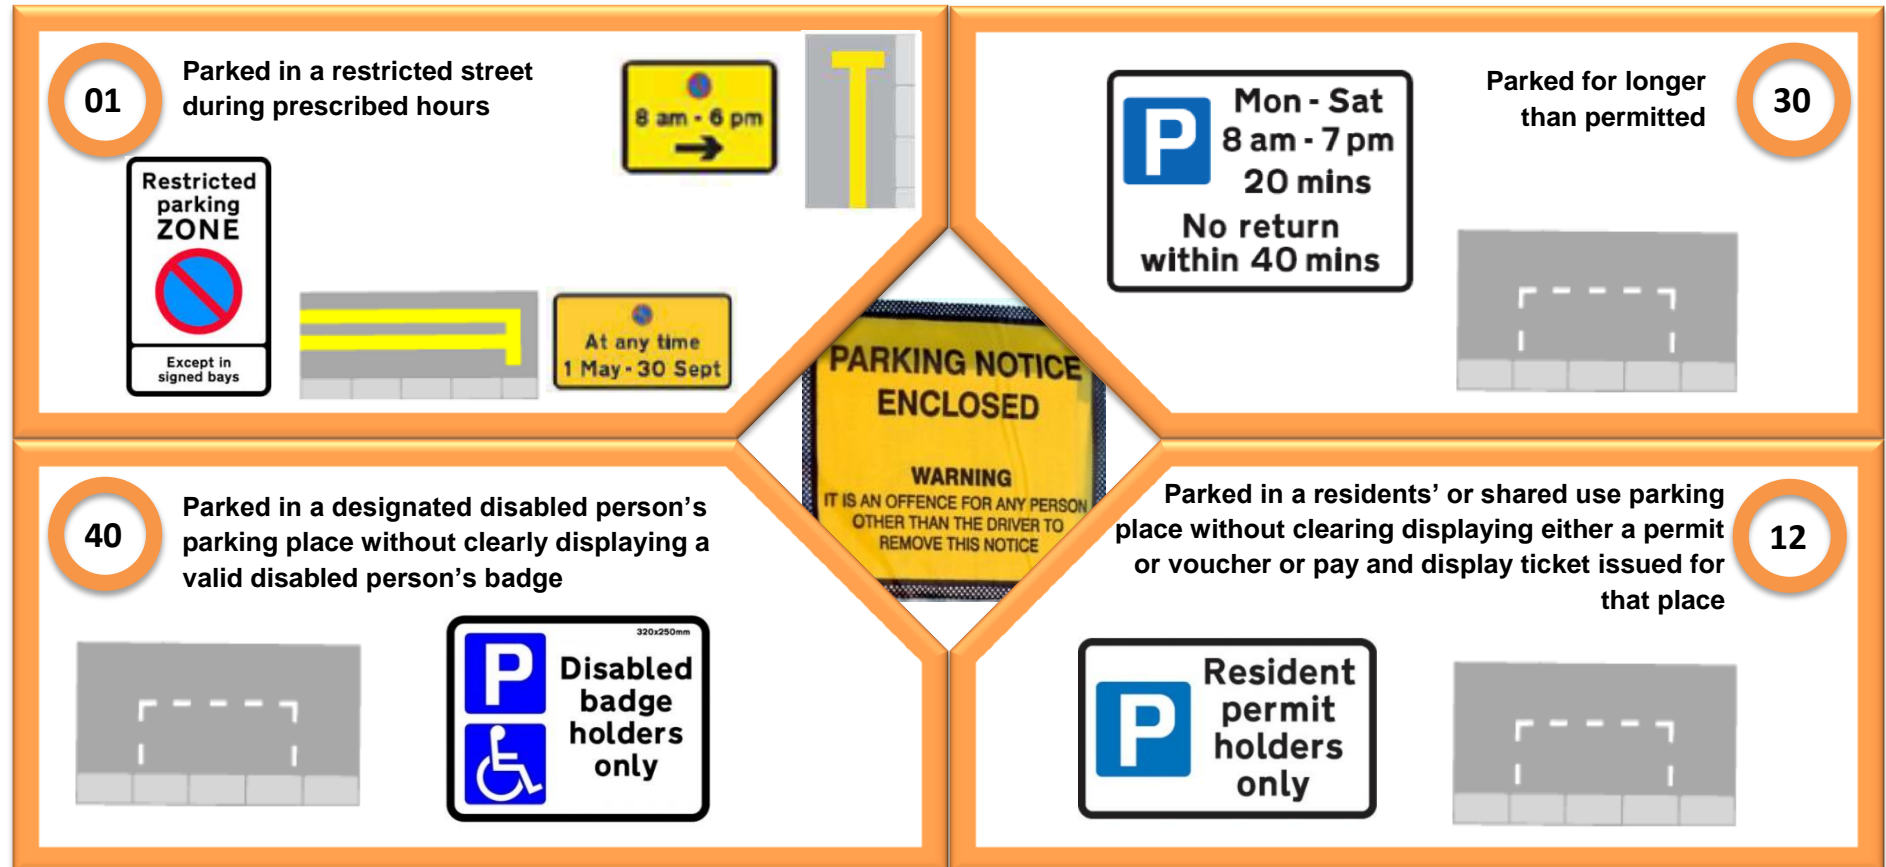 01
Parked in a restricted street
during prescribed hours
8 am - 6 pm
Restricted
parking
ZONE
Except in
signed bays
At any time
1 May - 30 Sept
30
Parked for longer
than permitted
Mon - Sat
P
8 am - 7 pm
20 mins
No return
within 40 mins
PARKING NOTICE
ENCLOSED
WARNING
IT IS AN OFFENCE FOR ANY PERSON
OTHER THAN THE DRIVER TO
REMOVE THIS NOTICE
40
Parked in a designated disabled person's
parking place without clearly displaying a
valid disabled person's badge
320x250mm
P
Disabled
badge
holders
only
12
Parked in a residents' or shared use parking
place without clearing displaying either a permit
or voucher or pay and display ticket issued for
that place
P
Resident
permit
holders
only